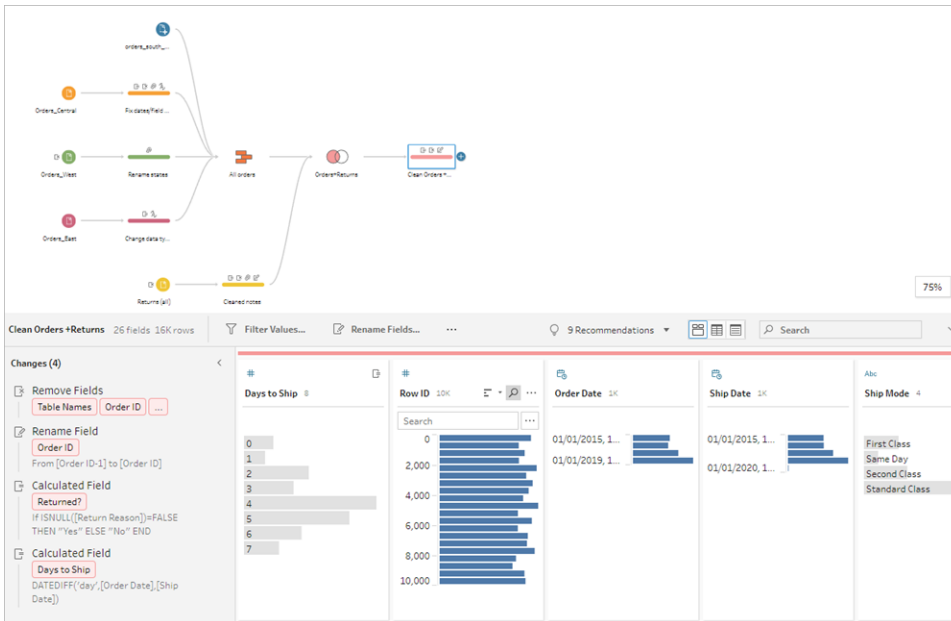 orders_south_...
Orders_Central
Fix dates/field ...
Orders_West
Rename states
All orders
Orders+Returns
Clean Orders +...
Orders_East
Change data ty...
Returns (all)
Cleaned notes
75%
Clean Orders +Returns 26 fields 16K rows
Filter Values...
Rename Fields...
...
9 Recommendations
Search
Changes (4)
Remove Fields
Table Names Order ID ...
Rename Field
Order ID
From [Order ID-1] to [Order ID]
Calculated Field
Returned?
If ISNULL([Return Reason])=FALSE
THEN "Yes" ELSE "No" END
Calculated Field
Days to Ship
DATEDIFF('day',[Order Date],[Ship
Date])
#
Days to Ship 8
0
1
2
3
4
5
6
7
#
Row ID 10K
...
Search
...
0
2,000
4,000
6,000
8,000
10,000
Order Date 1K
01/01/2015, 1...
01/01/2019, 1...
Ship Date 1K
01/01/2015, 1...
01/01/2020, 1...
Abc
Ship Mode 4
First Class
Same Day
Second Class
Standard Class